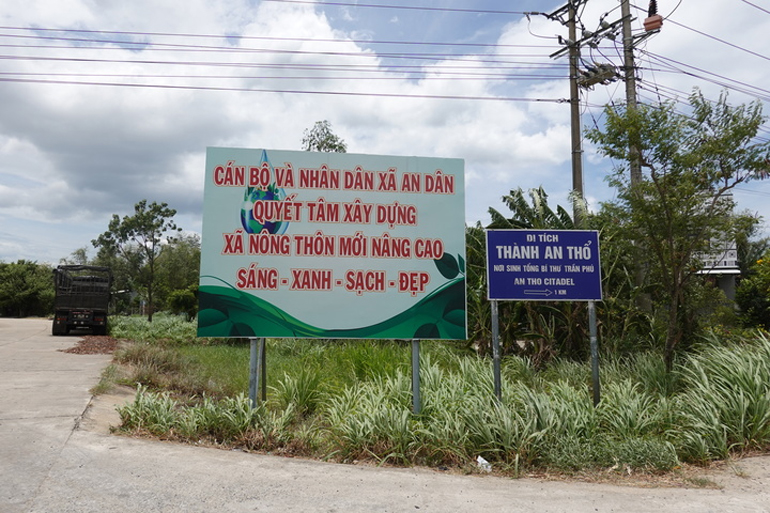 CÁN BỘ VÀ NHÂN DÂN XÃ AN DÂN
QUYẾT TÂM XÂY DỰNG
XÃ NÔNG THÔN MỚI NÂNG CAO
SÁNG - XANH - SẠCH - ĐẸP
DI TÍCH
THÀNH AN THỔ
NƠI SINH TỔNG BÍ THƯ TRẦN PHÚ
AN THO CITADEL
1 KM